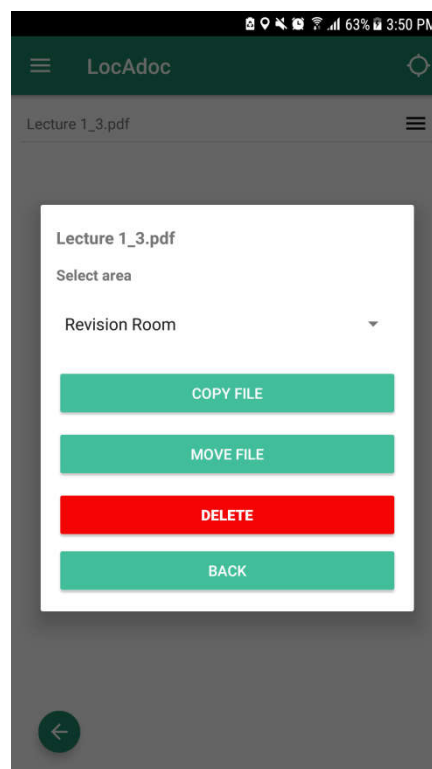 63% 3:50 PM
LocAdoc
Lecture 1_3.pdf
Lecture 1_3.pdf
Select area
Revision Room
COPY FILE
MOVE FILE
DELETE
BACK